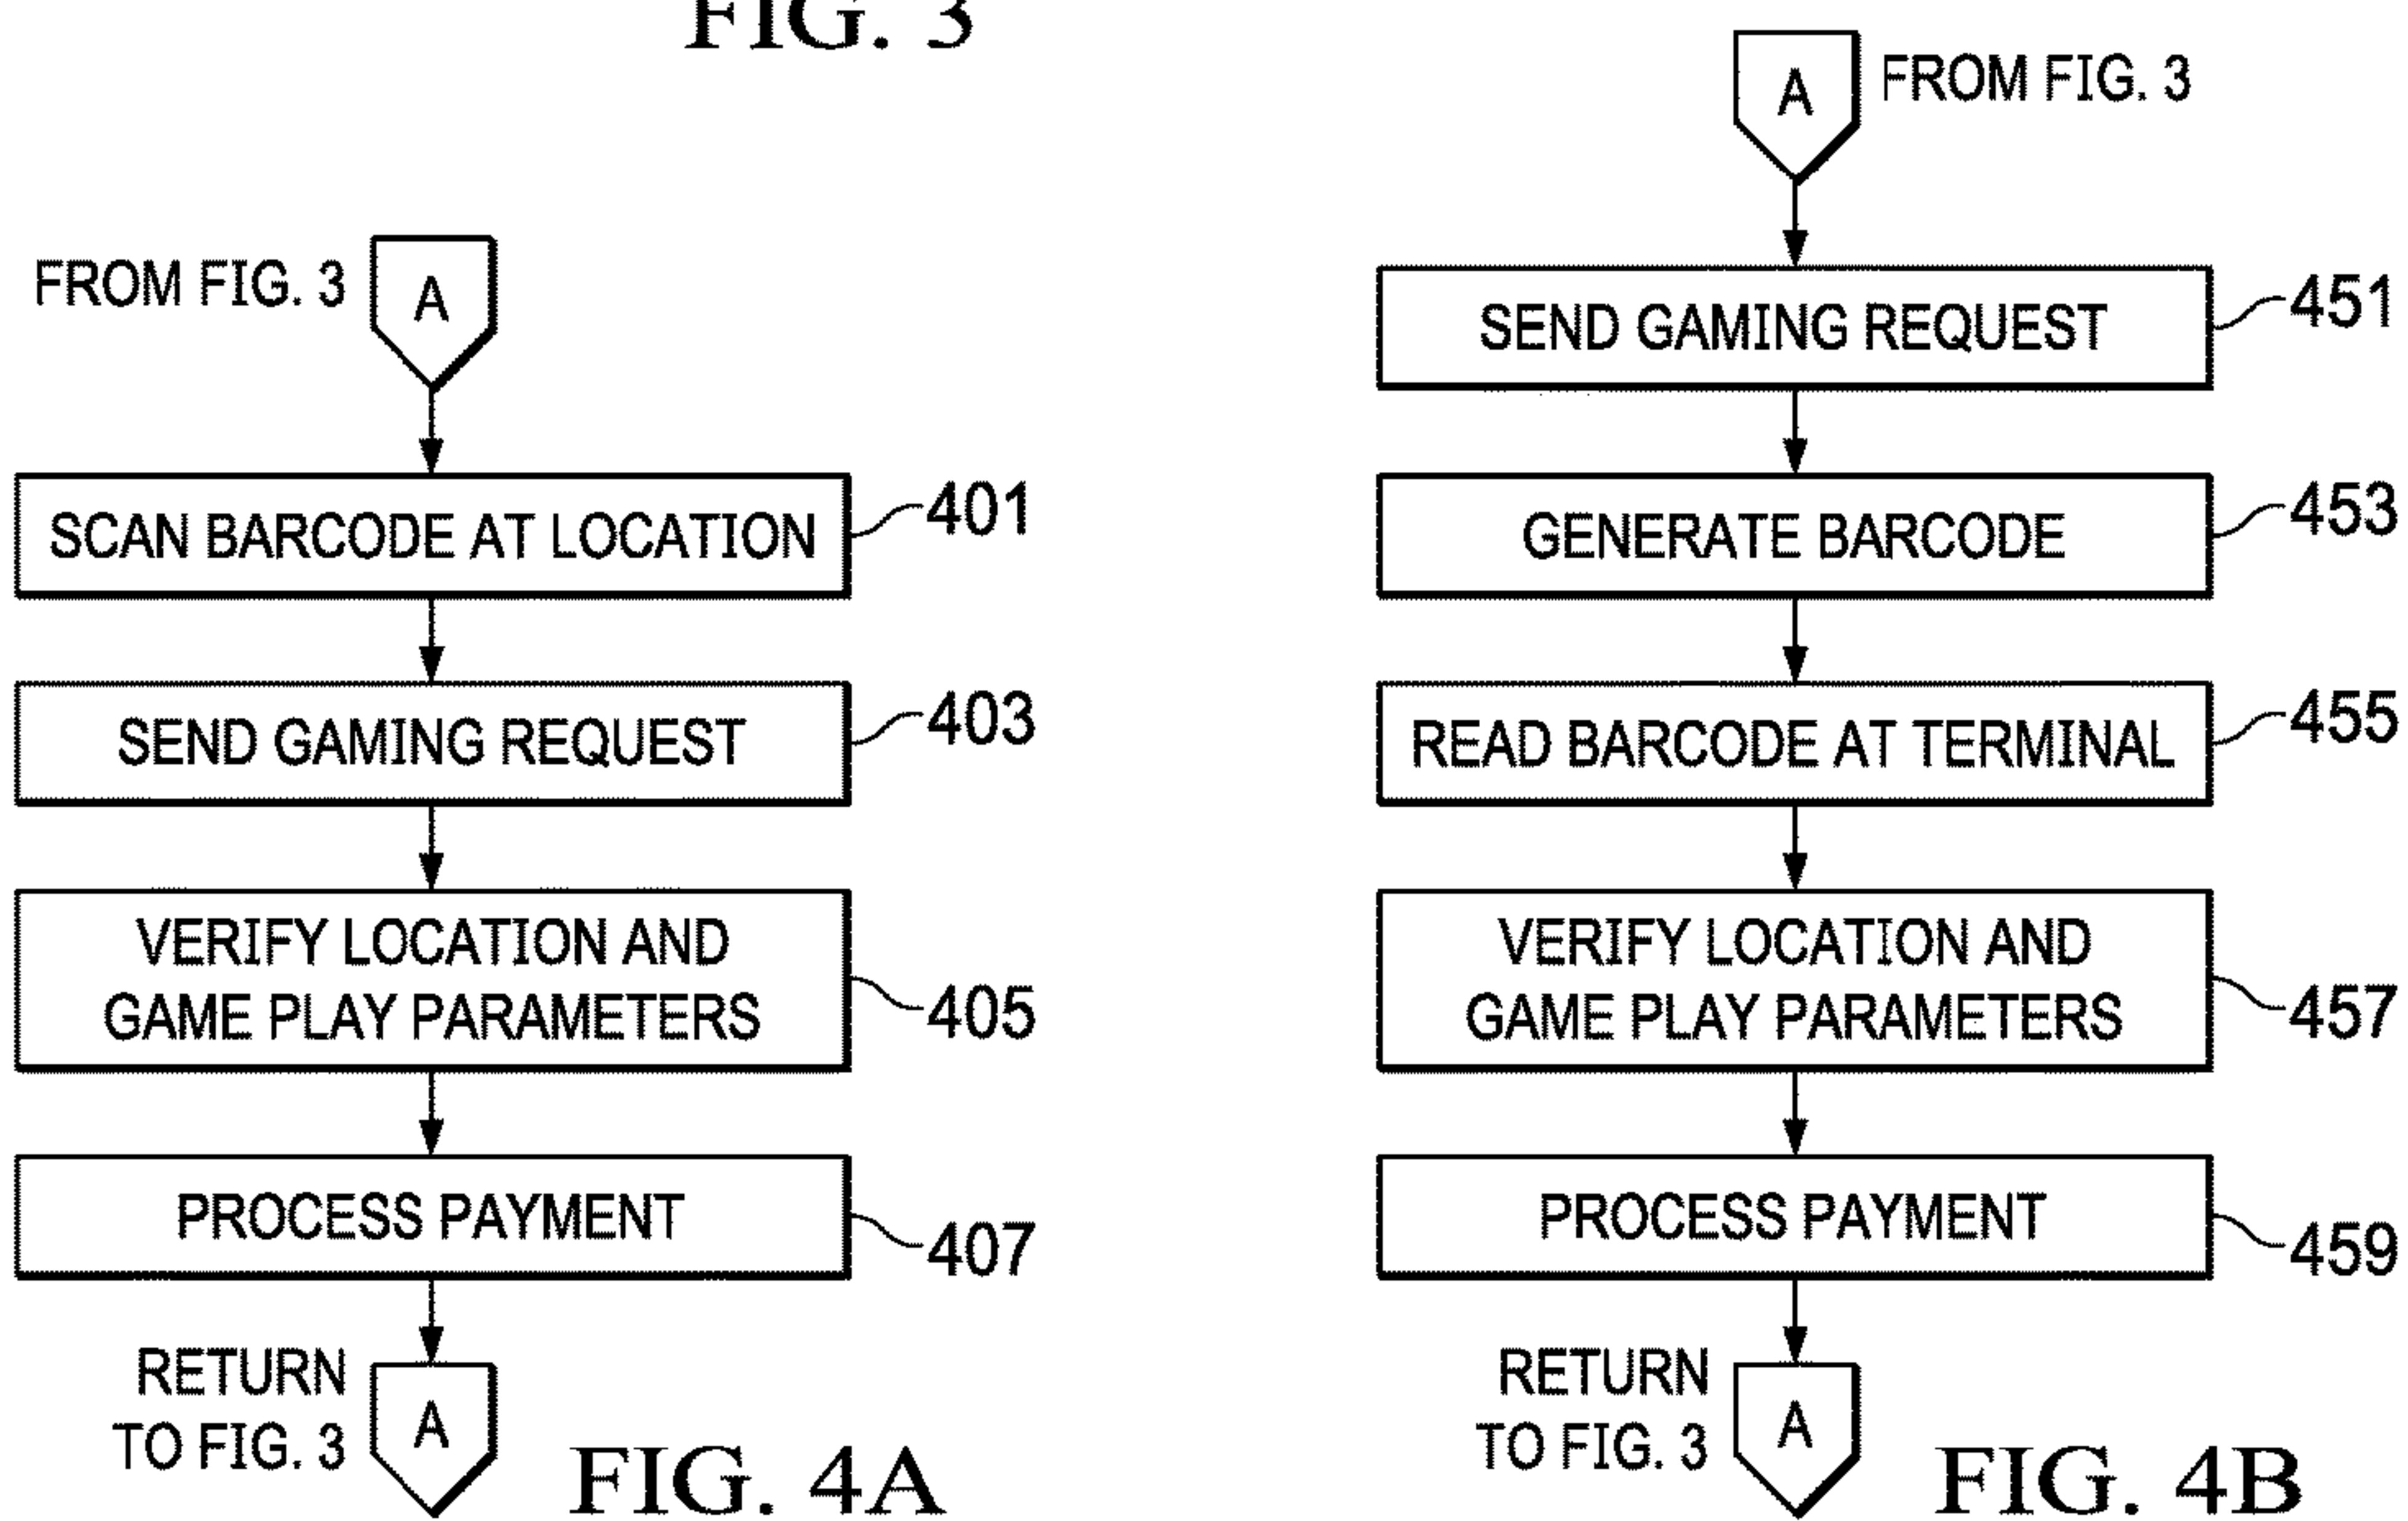 FIG. 3
FROM FIG. 3
A
SCAN BARCODE AT LOCATION
401
SEND GAMING REQUEST
403
VERIFY LOCATION AND
GAME PLAY PARAMETERS
405
PROCESS PAYMENT
407
RETURN
TO FIG. 3
A
FIG. 4A
A
FROM FIG. 3
SEND GAMING REQUEST
451
GENERATE BARCODE
453
READ BARCODE AT TERMINAL
455
VERIFY LOCATION AND
GAME PLAY PARAMETERS
457
PROCESS PAYMENT
459
RETURN
TO FIG. 3
A
FIG. 4B